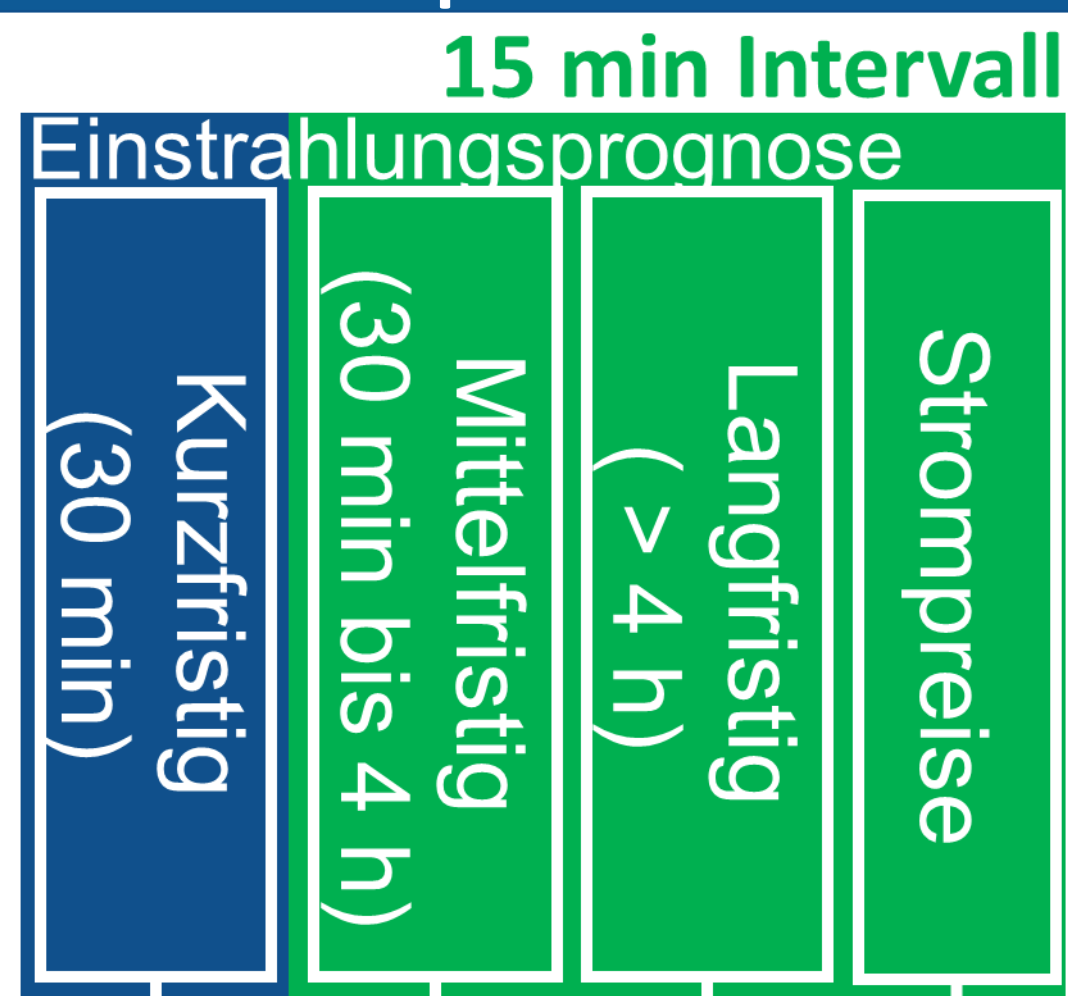 15 min Intervall
Einstrahlungsprognose
Kurzfristig
(30 min)
Mittelfristig
(30 min bis 4 h)
Langfristig
( > 4 h)
Strompreise